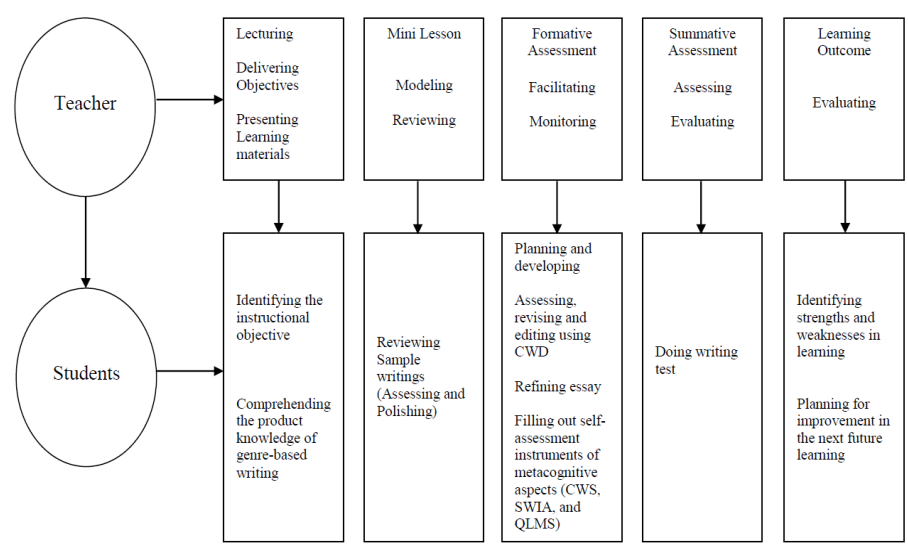 Teacher
Lecturing
Delivering
Objectives
Presenting
Learning
materials
Mini Lesson
Modeling
Reviewing
Formative
Assessment
Facilitating
Monitoring
Summative
Assessment
Assessing
Evaluating
Learning
Outcome
Evaluating
Students
Identifying the
instructional
objective
Comprehending
the product
knowledge of
genre-based
writing
Reviewing
Sample
writings
(Assessing and
Polishing)
Planning and
developing
Assessing,
revising and
editing using
CWD
Refining essay
Filling out self-
assessment
instruments of
metacognitive
aspects (CWS,
SWIA, and
QLMS)
Doing writing
test
Identifying
strengths and
weaknesses in
learning
Planning for
improvement in
the next future
learning